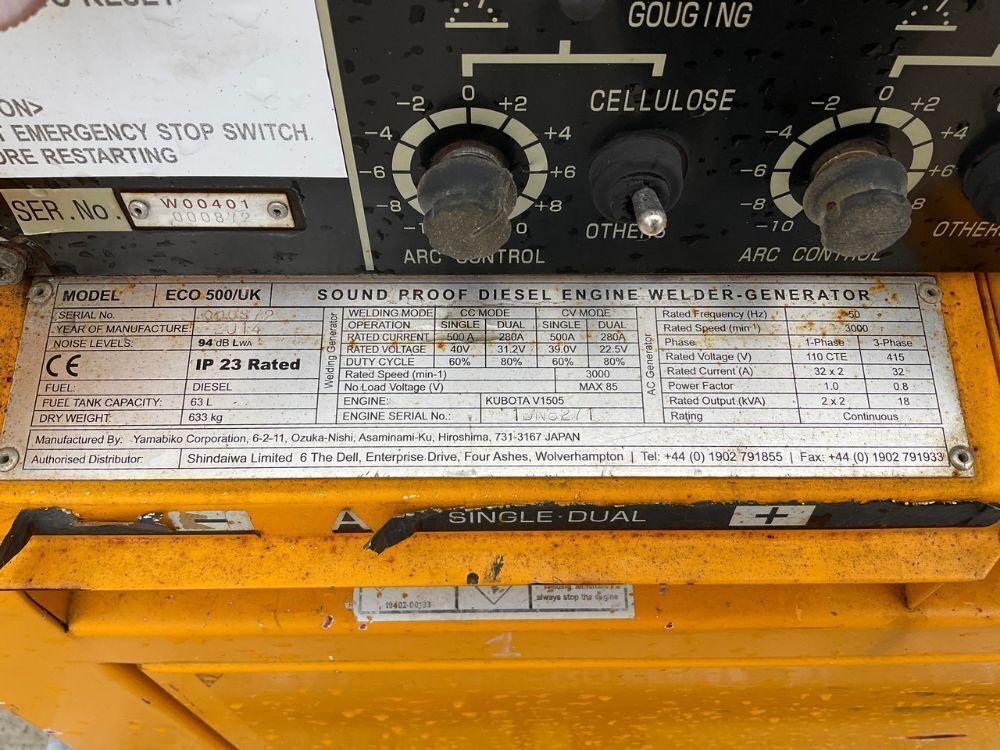 RESET
GOUGING
ON>
EMERGENCY STOP SWITCH.
ORE RESTARTING
CELLULOSE
OTHERS
-4 -2 0 +2 +4
-6 +6
-8 +8
ARC CONTROL
-4 -2 0 +2 +4
-6 +6
-8 8
-10
ARC CONTROL
OTHER
SER.No. W00401
000872
MODEL ECO 500/UK SOUND PROOF DIESEL ENGINE WELDER-GENERATOR
SERIAL No. 000872
YEAR OF MANUFACTURE 2014
NOISE LEVELS: 94 dB LWA
CE IP 23 Rated
FUEL: DIESEL
FUEL TANK CAPACITY: 63 L
DRY WEIGHT: 633 kg
Welding Generator
WELDING MODE CC MODE CV MODE
OPERATION SINGLE DUAL SINGLE DUAL
RATED CURRENT 500 A 280A 500A 280A
RATED VOLTAGE 40V 31.2V 39.0V 22.5V
DUTY CYCLE 60% 80% 60% 80%
Rated Speed (min-1) 3000
No Load Voltage (V) MAX 85
ENGINE: KUBOTA V1505
ENGINE SERIAL No.:
AC Generator
Rated Frequency (Hz) 50
Rated Speed (min-1) 3000
Phase 1-Phase 3-Phase
Rated Voltage (V) 110 CTE 415
Rated Current (A) 32 x 2 32
Power Factor 1.0 0.8
Rated Output (kVA) 2 x 2 18
Rating Continuous
Manufactured By: Yamabiko Corporation, 6-2-11, Ozuka-Nishi, Asaminami-Ku, Hiroshima, 731-3167 JAPAN
Authorised Distributor: Shindaiwa Limited 6 The Dell, Enterprise Drive, Four Ashes, Wolverhampton | Tel: +44 (0) 1902 791855 | Fax: +44 (0) 1902 791933
− A SINGLE·DUAL +
19402-00133
always stop the engine